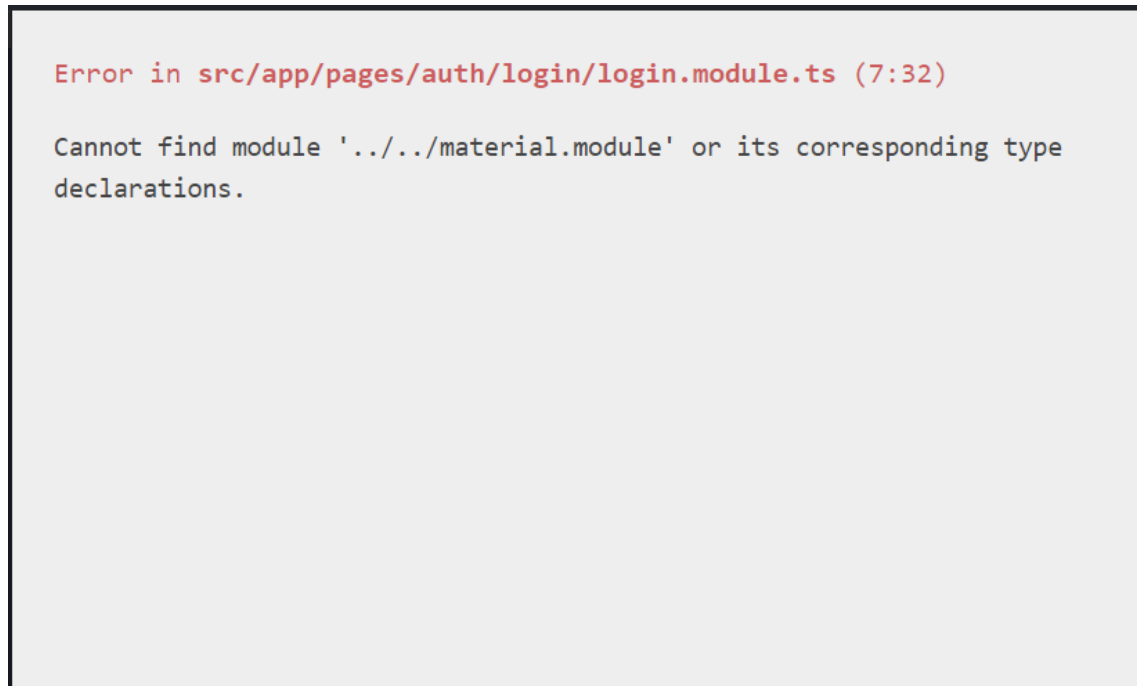 Error in src/app/pages/auth/login/login.module.ts (7:32)
Cannot find module '../../material.module' or its corresponding type
declarations.